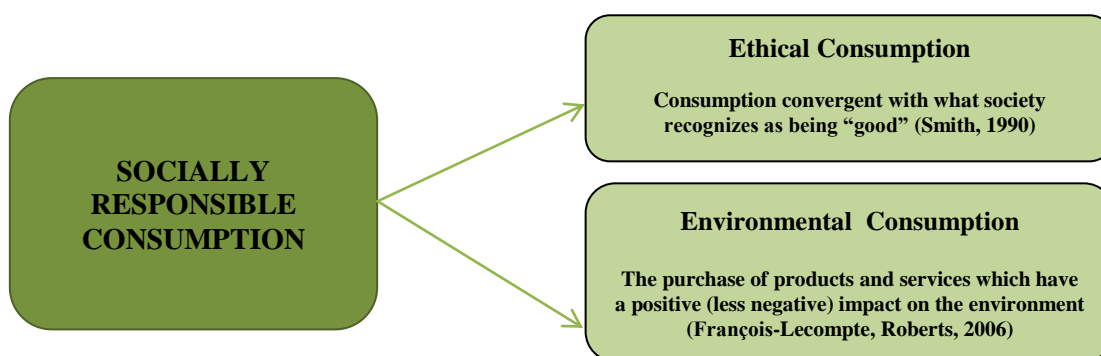 SOCIALLY
RESPONSIBLE
CONSUMPTION
Ethical Consumption
Consumption convergent with what society
recognizes as being “good” (Smith, 1990)
Environmental Consumption
The purchase of products and services which have
a positive (less negative) impact on the environment
(François-Lecompte, Roberts, 2006)